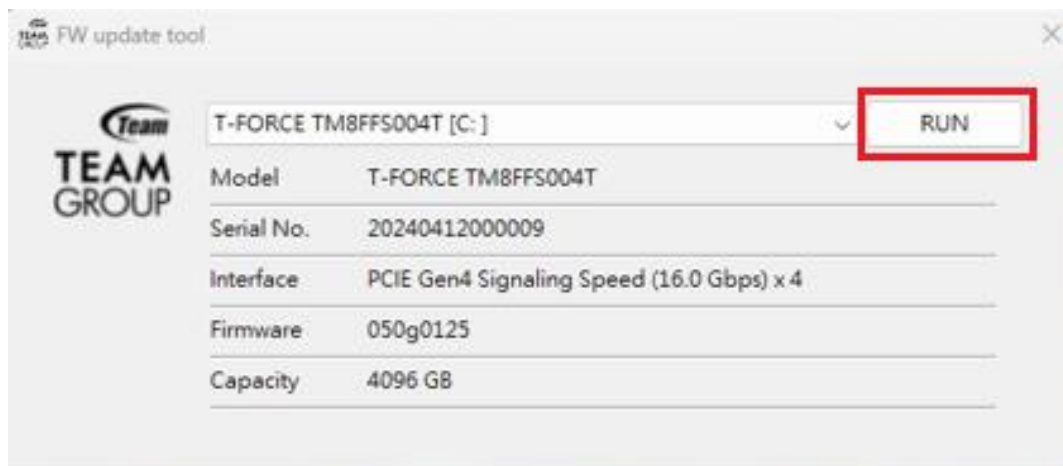 FW update tool
Team
TEAM
GROUP
T-FORCE TM8FFS004T [C: ]
RUN
Model T-FORCE TM8FFS004T
Serial No. 20240412000009
Interface PCIE Gen4 Signaling Speed (16.0 Gbps) x 4
Firmware 050g0125
Capacity 4096 GB